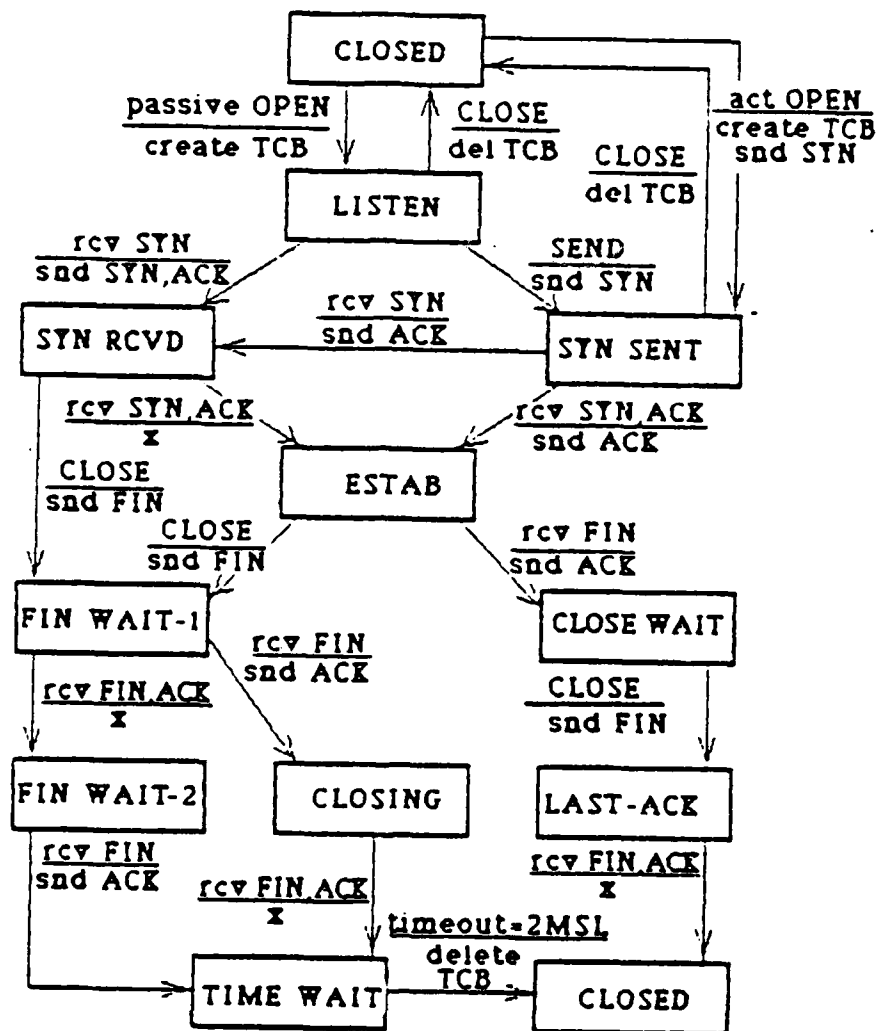 CLOSED
passive OPEN
create TCB
CLOSE
del TCB
act OPEN
create TCB
snd SYN
CLOSE
del TCB
LISTEN
rcv SYN
snd SYN,ACK
SEND
snd SYN
rcv SYN
snd ACK
SYN RCVD
SYN SENT
rcv SYN,ACK
x
rcv SYN,ACK
snd ACK
ESTAB
CLOSE
snd FIN
CLOSE
snd FIN
rcv FIN
snd ACK
FIN WAIT-1
CLOSE WAIT
rcv FIN
snd ACK
rcv FIN,ACK
x
CLOSE
snd FIN
FIN WAIT-2
CLOSING
LAST-ACK
rcv FIN
snd ACK
rcv FIN,ACK
x
rcv FIN,ACK
x
timeout=2MSL
delete
TCB
TIME WAIT
CLOSED